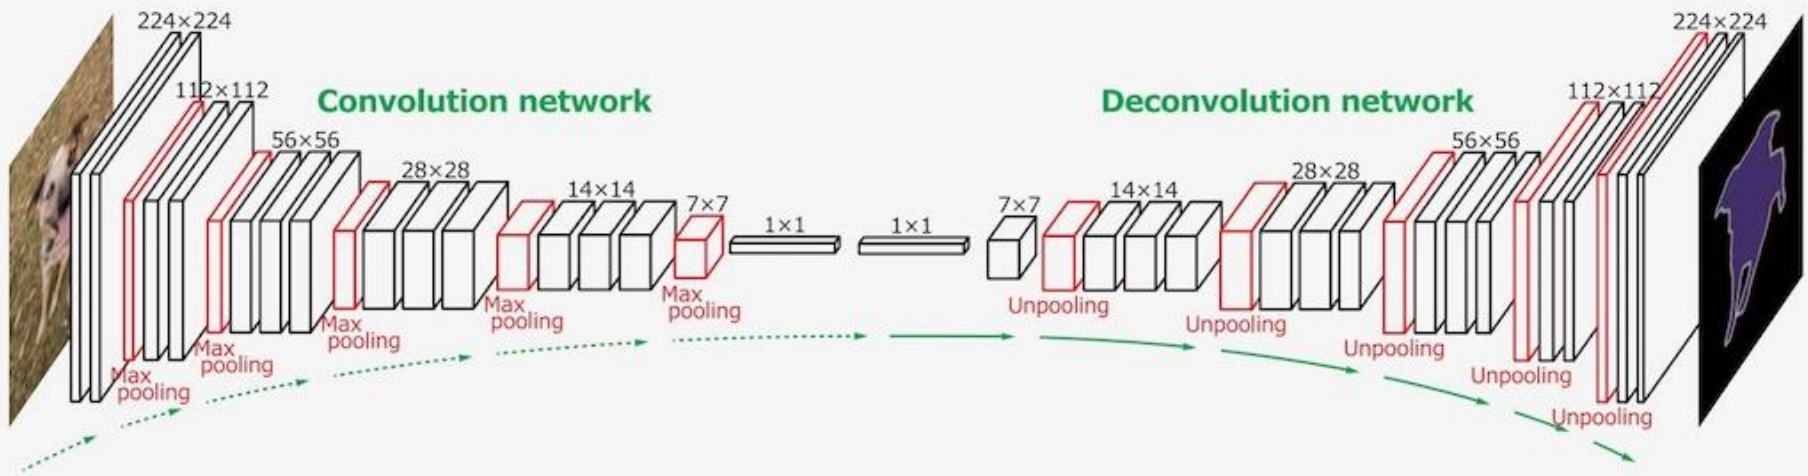 224×224
112×112
Convolution network
56×56
28×28
14×14
7×7
1×1
1×1
Deconvolution network
7×7
14×14
28×28
56×56
112×112
224×224
Max
pooling
Max
pooling
Max
pooling
Max
pooling
Max
pooling
Unpooling
Unpooling
Unpooling
Unpooling
Unpooling